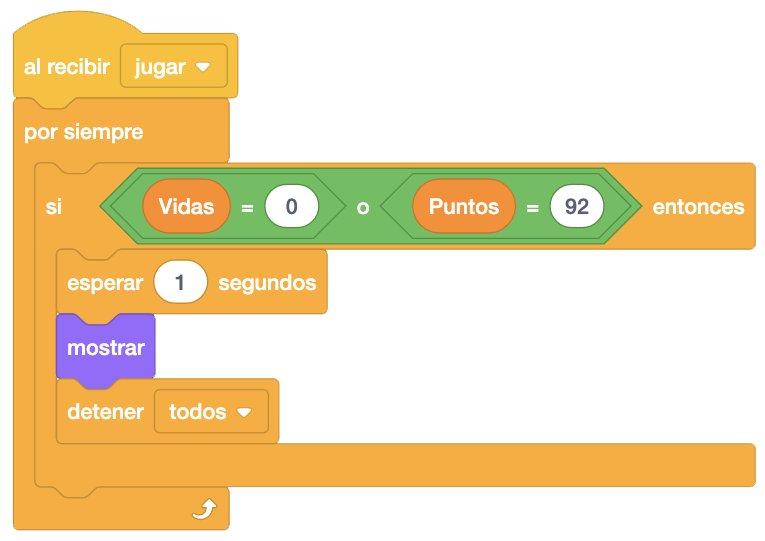 al recibir jugar
por siempre
si Vidas = 0 o Puntos = 92 entonces
esperar 1 segundos
mostrar
detener todos